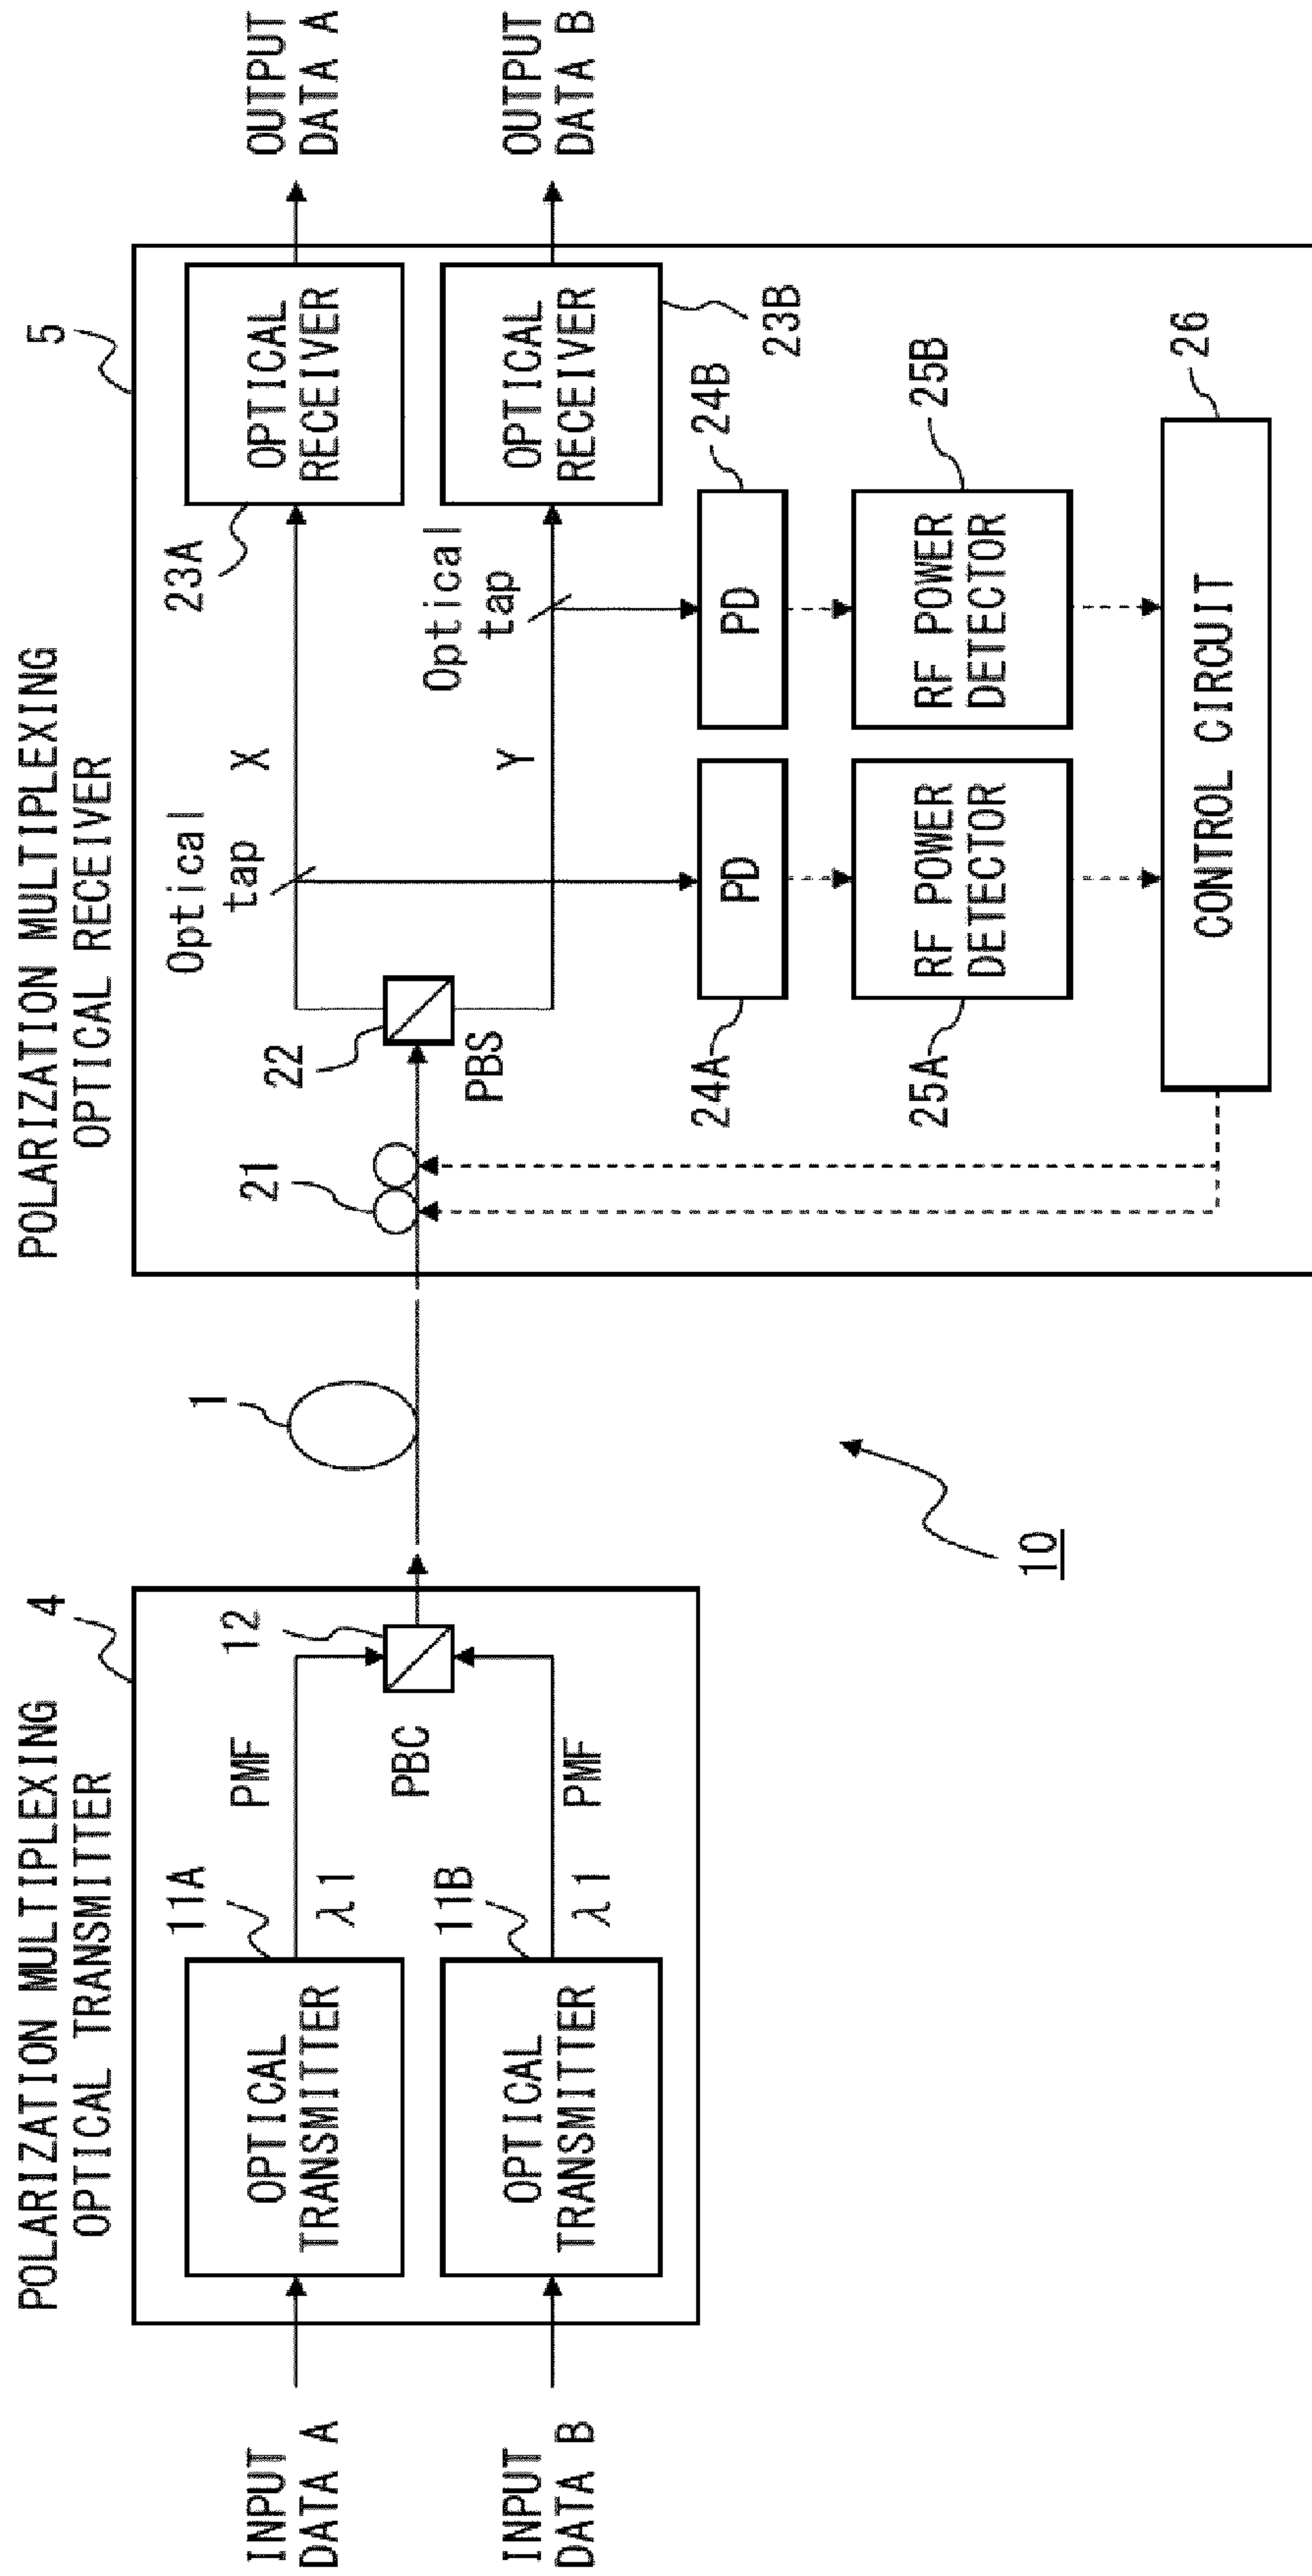 POLARIZATION MULTIPLEXING
OPTICAL TRANSMITTER
4
INPUT
DATA A
INPUT
DATA B
OPTICAL
TRANSMITTER
11A
λ1
PMF
OPTICAL
TRANSMITTER
11B
λ1
PMF
12
PBC
1
10
POLARIZATION MULTIPLEXING
OPTICAL RECEIVER
5
21
22
PBS
Optical
tap
X
23A
OPTICAL
RECEIVER
OUTPUT
DATA A
Y
Optical
tap
OPTICAL
RECEIVER
23B
OUTPUT
DATA B
24A
PD
PD
24B
25A
RF POWER
DETECTOR
RF POWER
DETECTOR
25B
CONTROL CIRCUIT
26